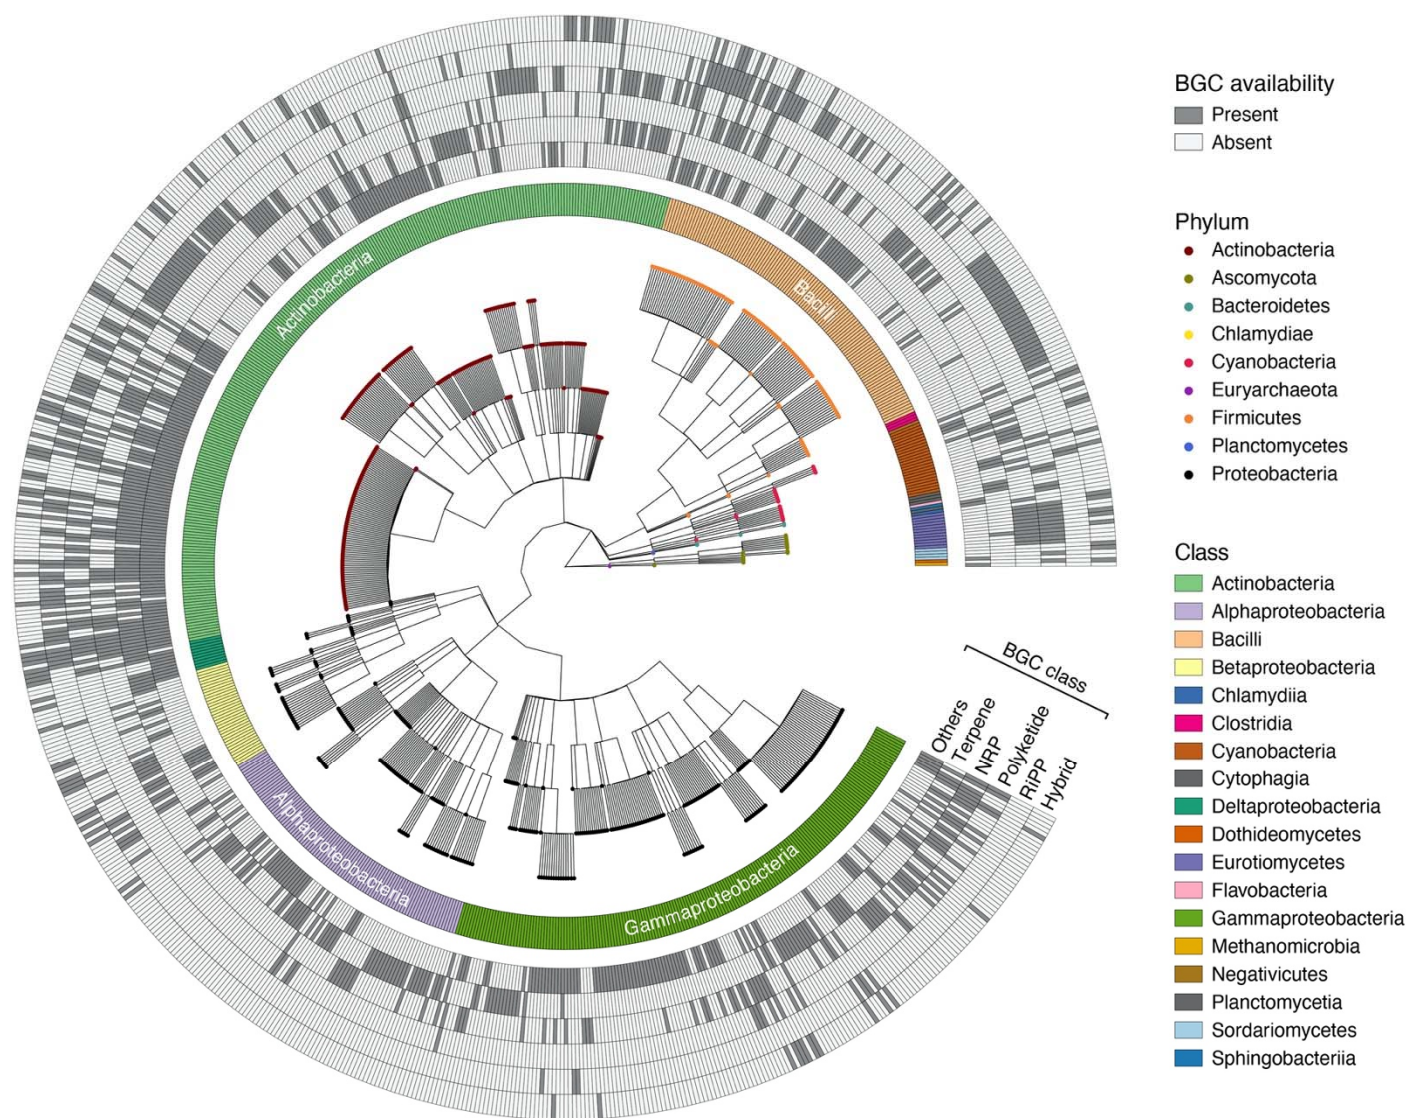 BGC availability
Present
Absent
Phylum
Actinobacteria
Ascomycota
Bacteroidetes
Chlamydiae
Cyanobacteria
Euryarchaeota
Firmicutes
Planctomycetes
Proteobacteria
Class
Actinobacteria
Alphaproteobacteria
Bacilli
Betaproteobacteria
Chlamydiia
Clostridia
Cyanobacteria
Cytophagia
Deltaproteobacteria
Dothideomycetes
Eurotiomycetes
Flavobacteria
Gammaproteobacteria
Methanomicrobia
Negativicutes
Planctomycetia
Sordariomycetes
Sphingobacteriia
Actinobacteria
Bacilli
Alphaproteobacteria
Gammaproteobacteria
BGC class
Others
Terpene
NRP
Polyketide
RiPP
Hybrid